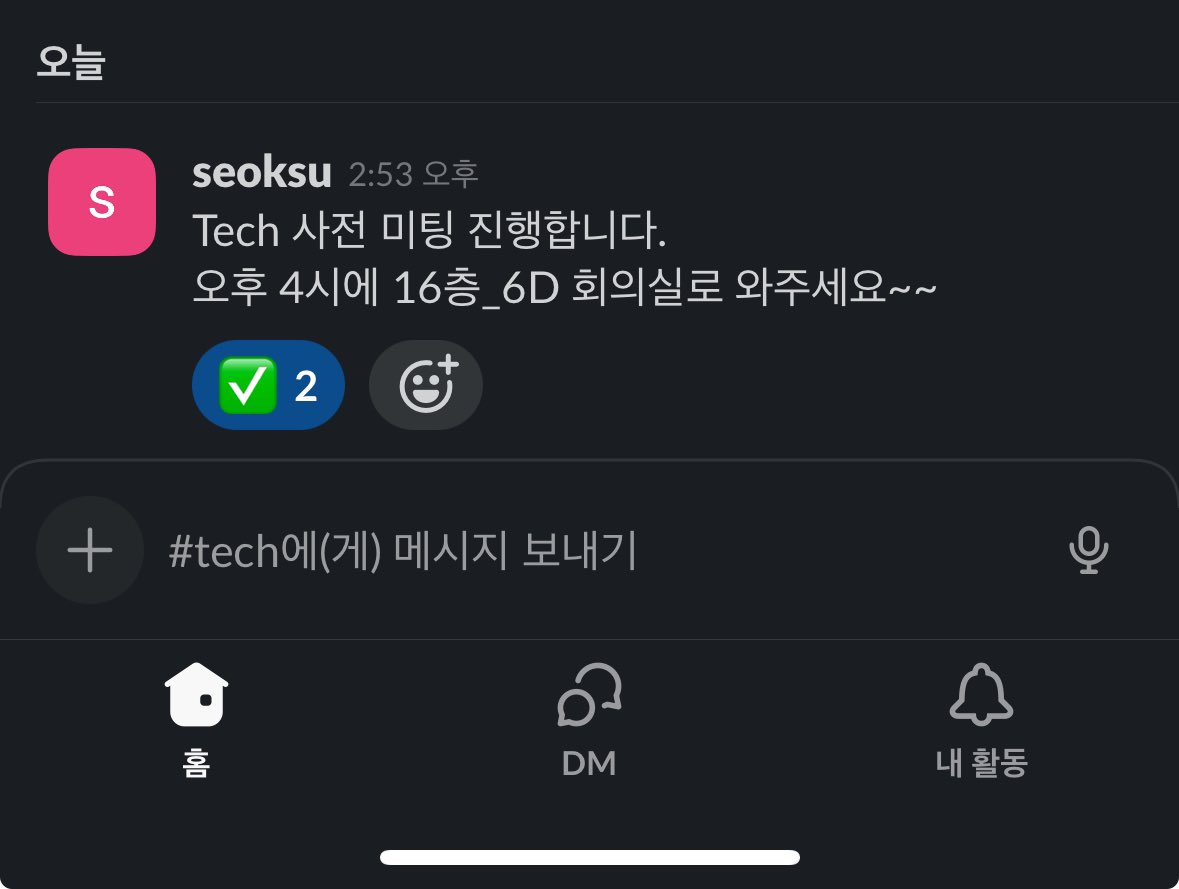 오늘
S
seoksu 2:53 오후
Tech 사전 미팅 진행합니다.
오후 4시에 16층_6D 회의실로 와주세요~~
✅ 2
#tech에(게) 메시지 보내기
홈
DM
내 활동